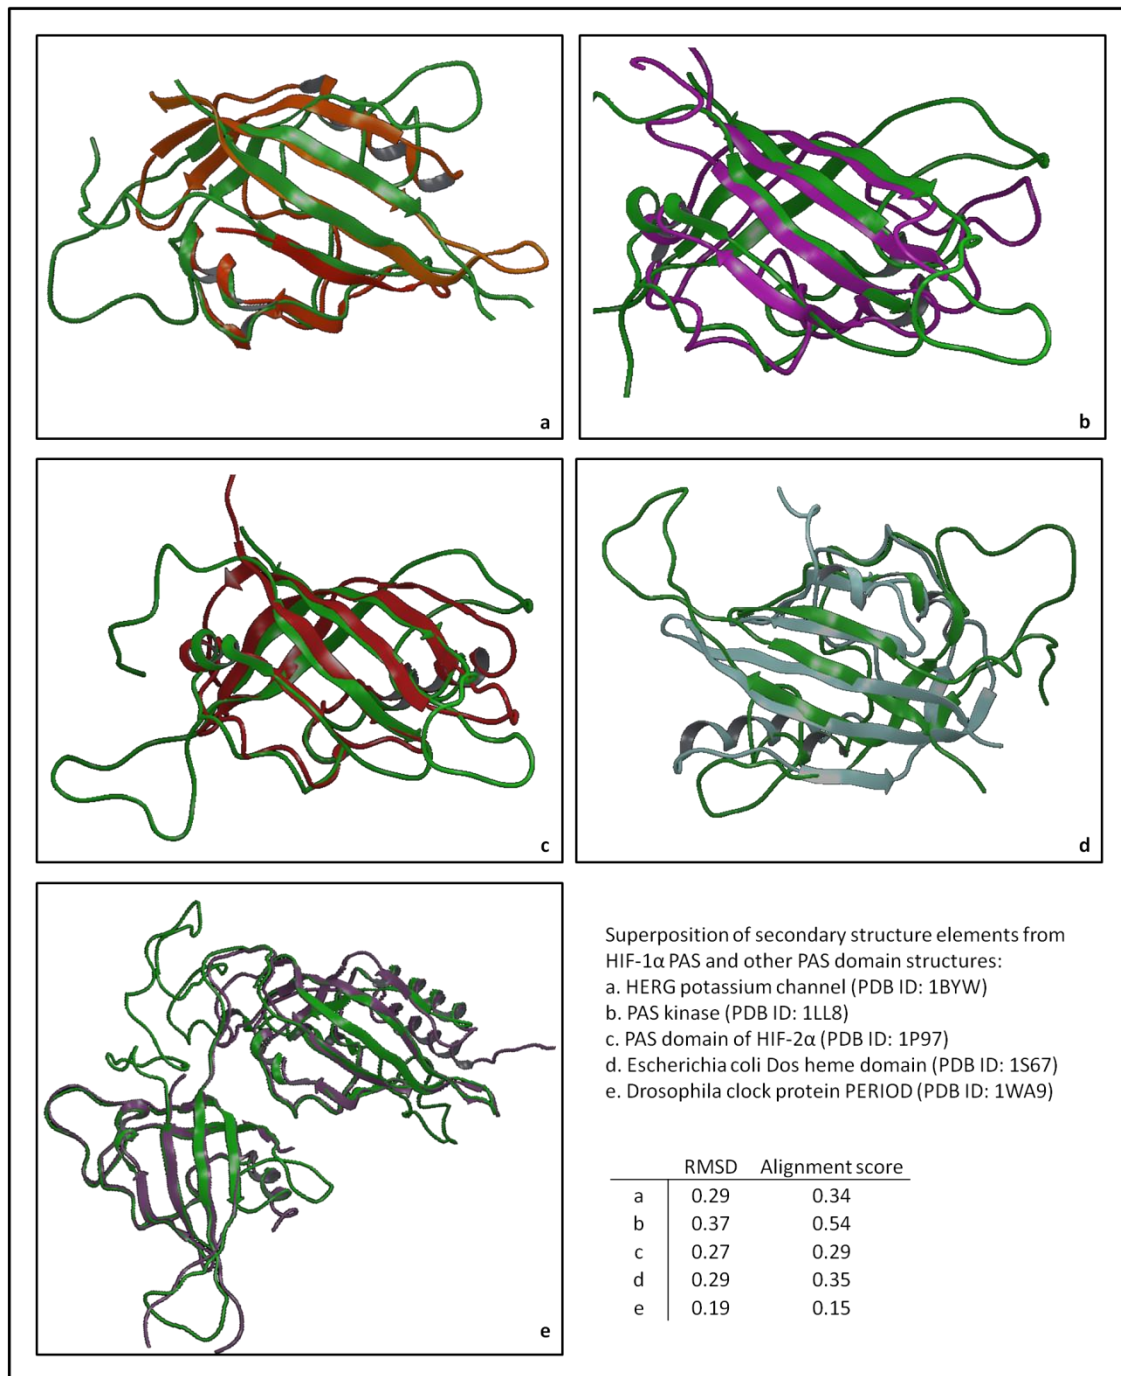 a
b
c
d
e
Superposition of secondary structure elements from
HIF-1α PAS and other PAS domain structures:
a. HERG potassium channel (PDB ID: 1BYW)
b. PAS kinase (PDB ID: 1LL8)
c. PAS domain of HIF-2α (PDB ID: 1P97)
d. Escherichia coli Dos heme domain (PDB ID: 1S67)
e. Drosophila clock protein PERIOD (PDB ID: 1WA9)
RMSD Alignment score
a 0.29 0.34
b 0.37 0.54
c 0.27 0.29
d 0.29 0.35
e 0.19 0.15